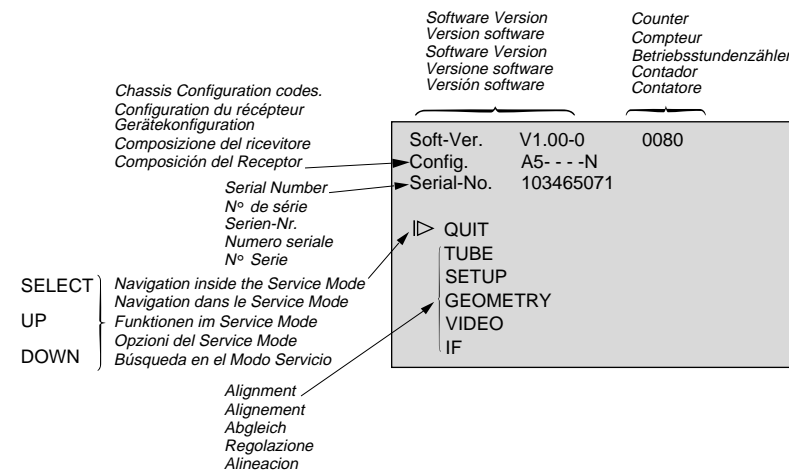 Software Version
Version software
Software Version
Versione software
Versión software
Counter
Compteur
Betriebsstundenzähler
Contador
Contatore
Chassis Configuration codes.
Configuration du récépteur
Gerätekonfiguration
Composizione del ricevitore
Composición del Receptor
Serial Number
Nº de série
Serien-Nr.
Numero seriale
Nº Serie
Soft-Ver. V1.00-0 0080
Config. A5- - - -N
Serial-No. 103465071
QUIT
TUBE
SETUP
GEOMETRY
VIDEO
IF
SELECT
UP
DOWN
Navigation inside the Service Mode
Navigation dans le Service Mode
Funktionen im Service Mode
Opzioni del Service Mode
Búsqueda en el Modo Servicio
Alignment
Alignement
Abgleich
Regolazione
Alineacion